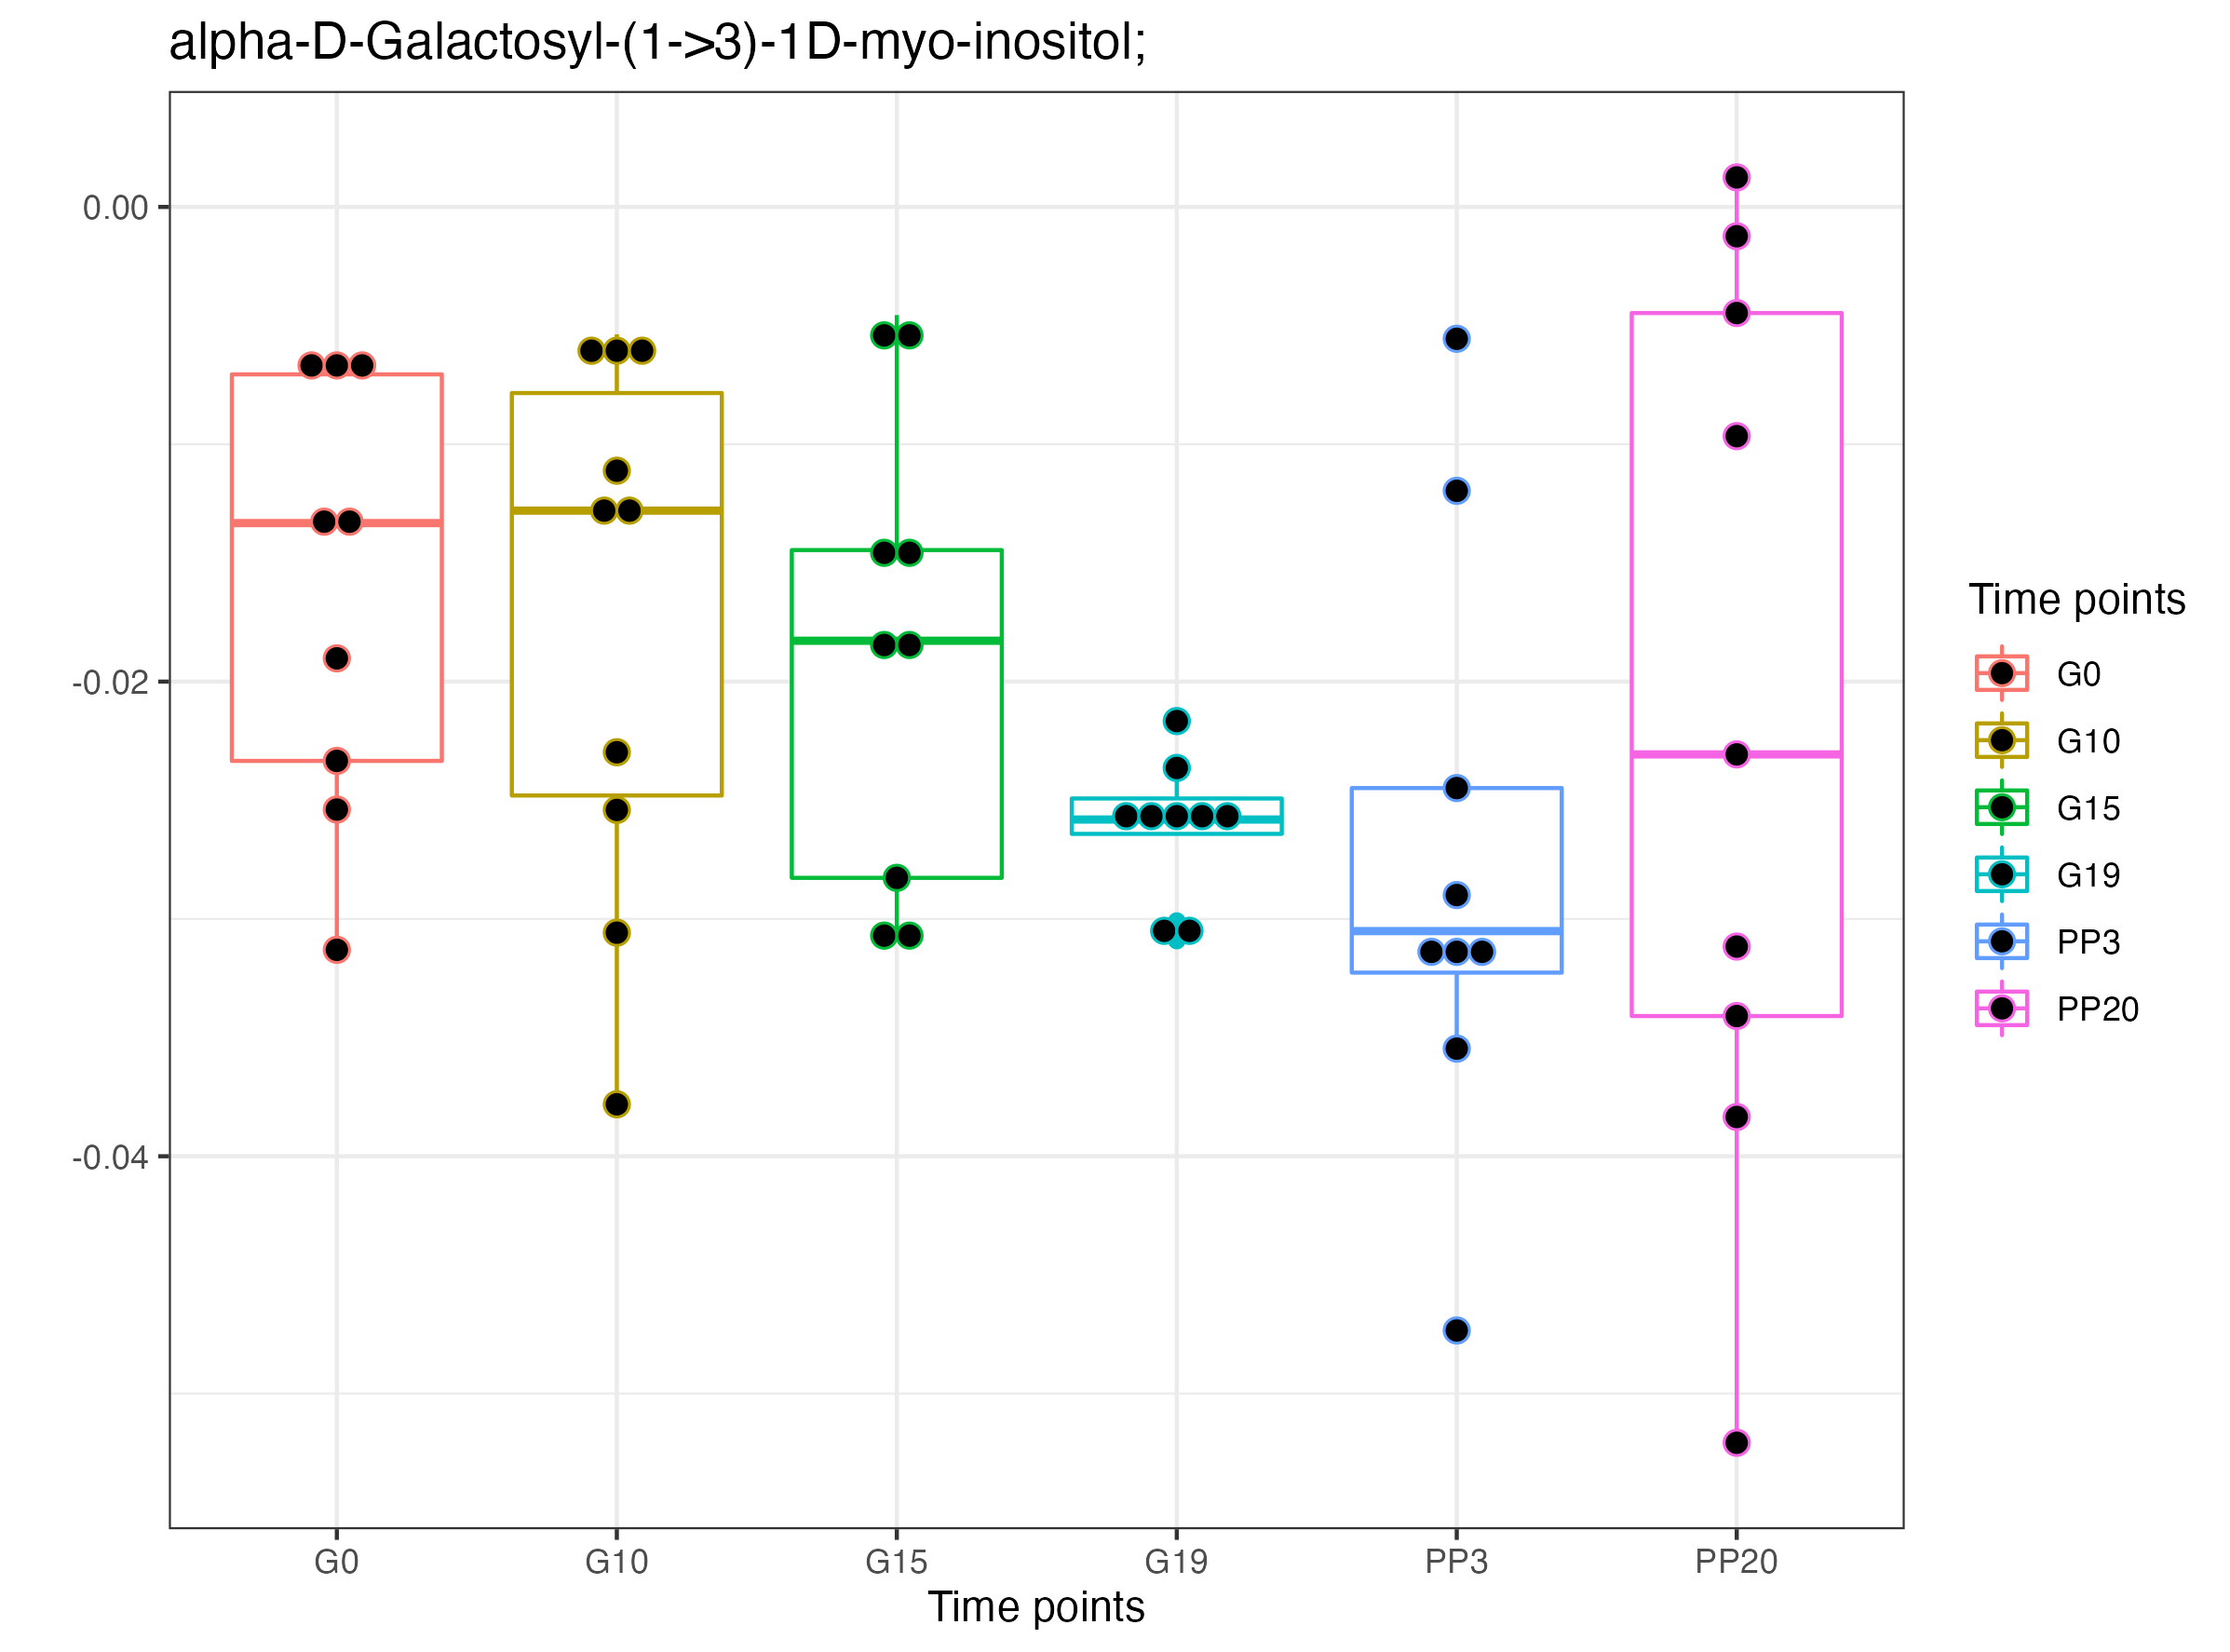 alpha-D-Galactosyl-(1->3)-1D-myo-inositol;
0.00
-0.02
-0.04
G0
G10
G15
G19
PP3
PP20
Time points
Time points
G0
G10
G15
G19
PP3
PP20